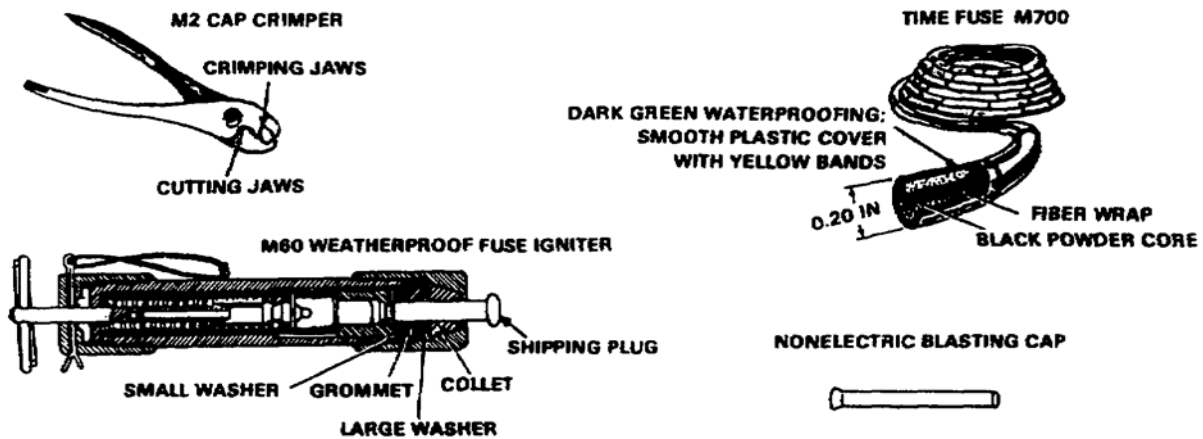 M2 CAP CRIMPER
CRIMPING JAWS
CUTTING JAWS
TIME FUSE M700
DARK GREEN WATERPROOFING;
SMOOTH PLASTIC COVER
WITH YELLOW BANDS
0.20 IN
FIBER WRAP
BLACK POWDER CORE
M60 WEATHERPROOF FUSE IGNITER
SHIPPING PLUG
SMALL WASHER
GROMMET
COLLET
LARGE WASHER
NONELECTRIC BLASTING CAP